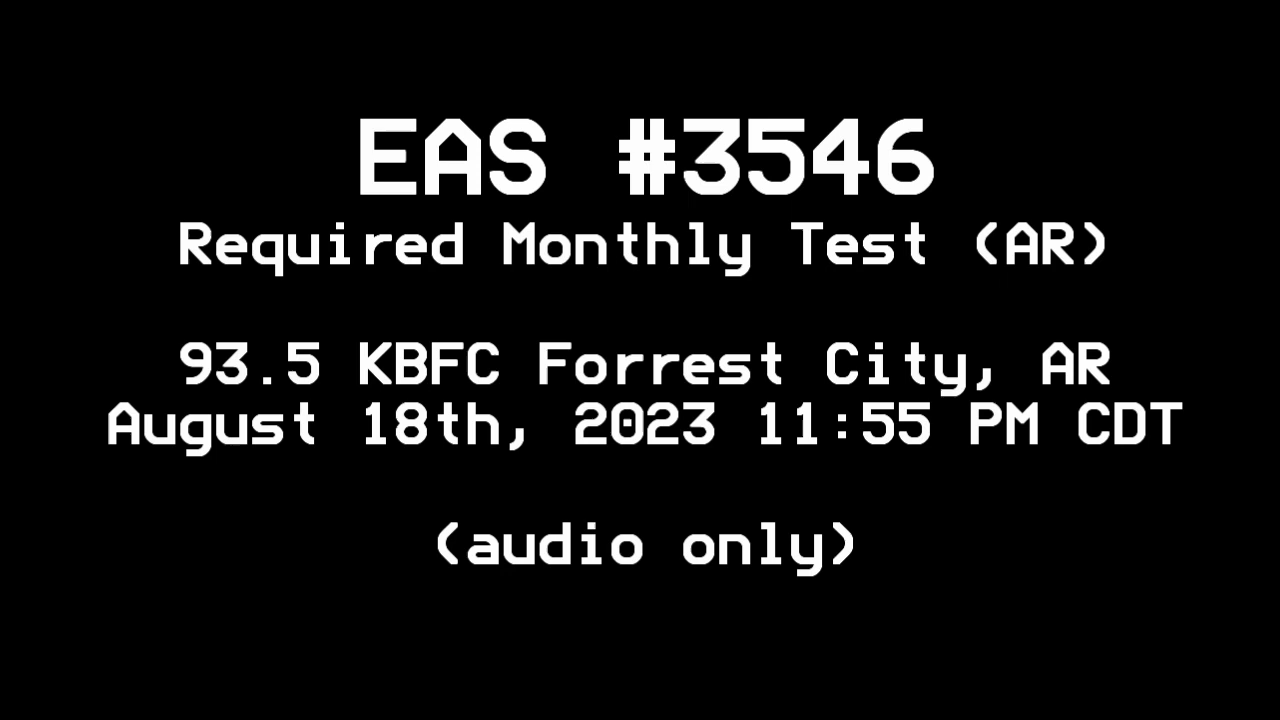 EAS #3546
Required Monthly Test (AR)
93.5 KBFC Forrest City, AR
August 18th, 2023 11:55 PM CDT
(audio only)